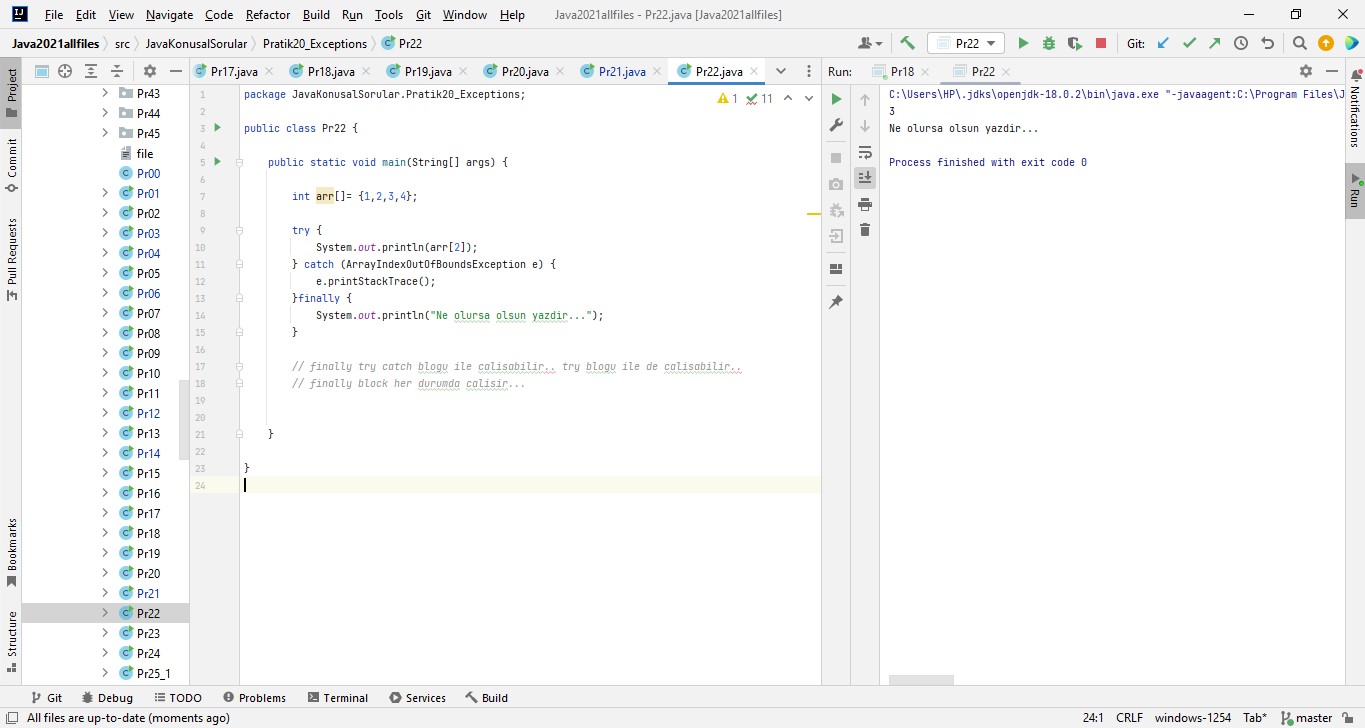 File Edit View Navigate Code Refactor Build Run Tools Git Window Help Java2021allfiles - Pr22.java [Java2021allfiles]
Java2021allfiles src JavaKonusalSorular Pratik20_Exceptions Pr22 Pr22 Git:
Pr17.java Pr18.java Pr19.java Pr20.java Pr21.java Pr22.java Run: Pr18 Pr22
Project
Commit
Pull Requests
Bookmarks
Structure
Pr43
Pr44
Pr45
file
Pr00
Pr01
Pr02
Pr03
Pr04
Pr05
Pr06
Pr07
Pr08
Pr09
Pr10
Pr11
Pr12
Pr13
Pr14
Pr15
Pr16
Pr17
Pr18
Pr19
Pr20
Pr21
Pr22
Pr23
Pr24
Pr25_1
1 package JavaKonusalSorular.Pratik20_Exceptions; 1 11
2
3 public class Pr22 {
4
5 public static void main(String[] args) {
6
7 int arr[]= {1,2,3,4};
8
9 try {
10 System.out.println(arr[2]);
11 } catch (ArrayIndexOutOfBoundsException e) {
12 e.printStackTrace();
13 }finally {
14 System.out.println("Ne olursa olsun yazdir...");
15 }
16
17 // finally try catch blogu ile calisabilir.. try blogu ile de calisabilir..
18 // finally block her durumda calisir...
19
20
21 }
22
23 }
24
C:\Users\HP\.jdks\openjdk-18.0.2\bin\java.exe "-javaagent:C:\Program Files\J
3
Ne olursa olsun yazdir...
Process finished with exit code 0
Notifications
Run
Git Debug TODO Problems Terminal Services Build
All files are up-to-date (moments ago) 24:1 CRLF windows-1254 Tab* master